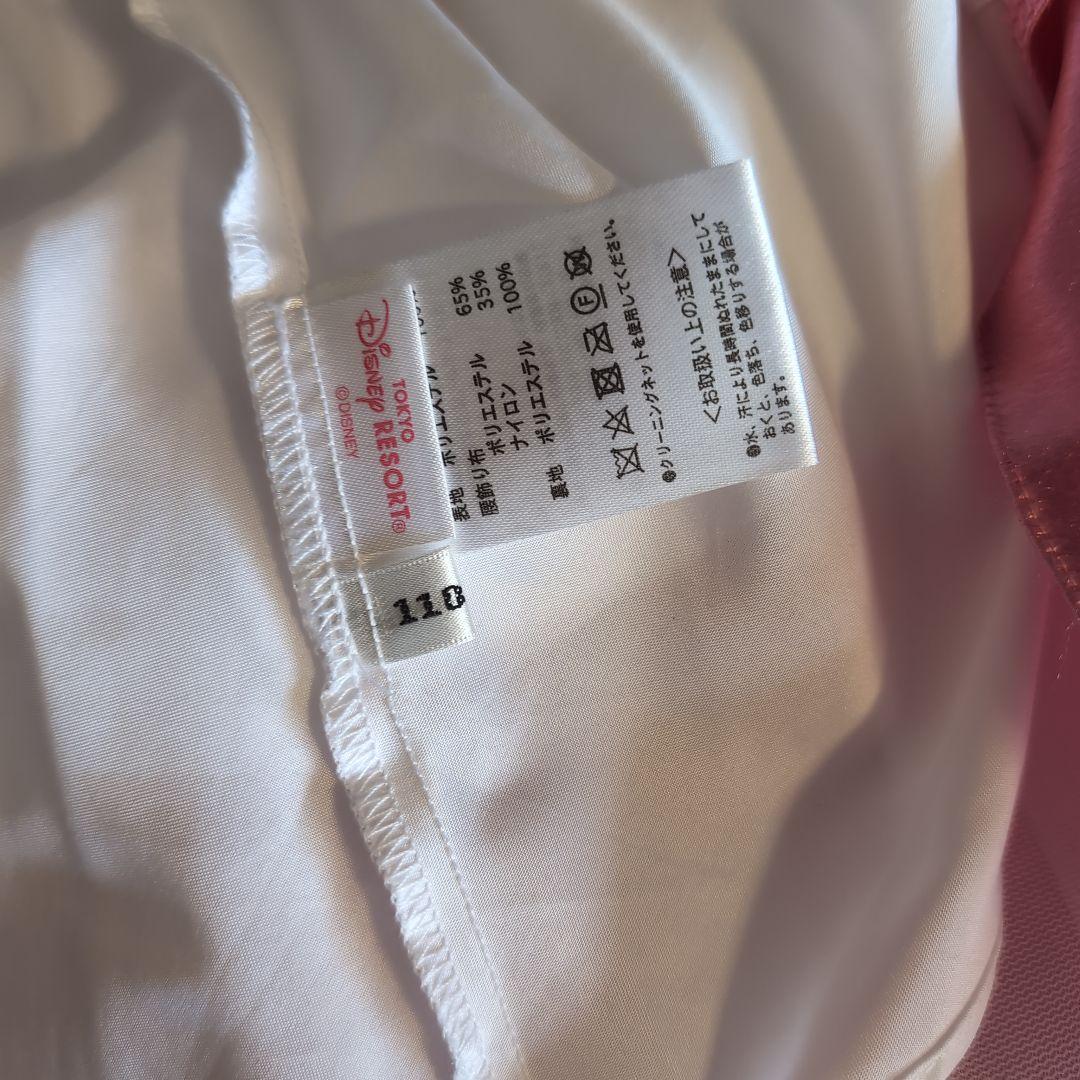 TOKYO
Disney RESORT®
©DISNEY
110
表地 ポリエステル 100%
腰飾り布
ポリエステル 65%
ナイロン 35%
裏地 ポリエステル 100%
F
●クリーニングネットを使用してください。
<お取扱い上の注意>
●水、汗により長時間ぬれたままにして
おくと、色落ち、色移りする場合が
あります。